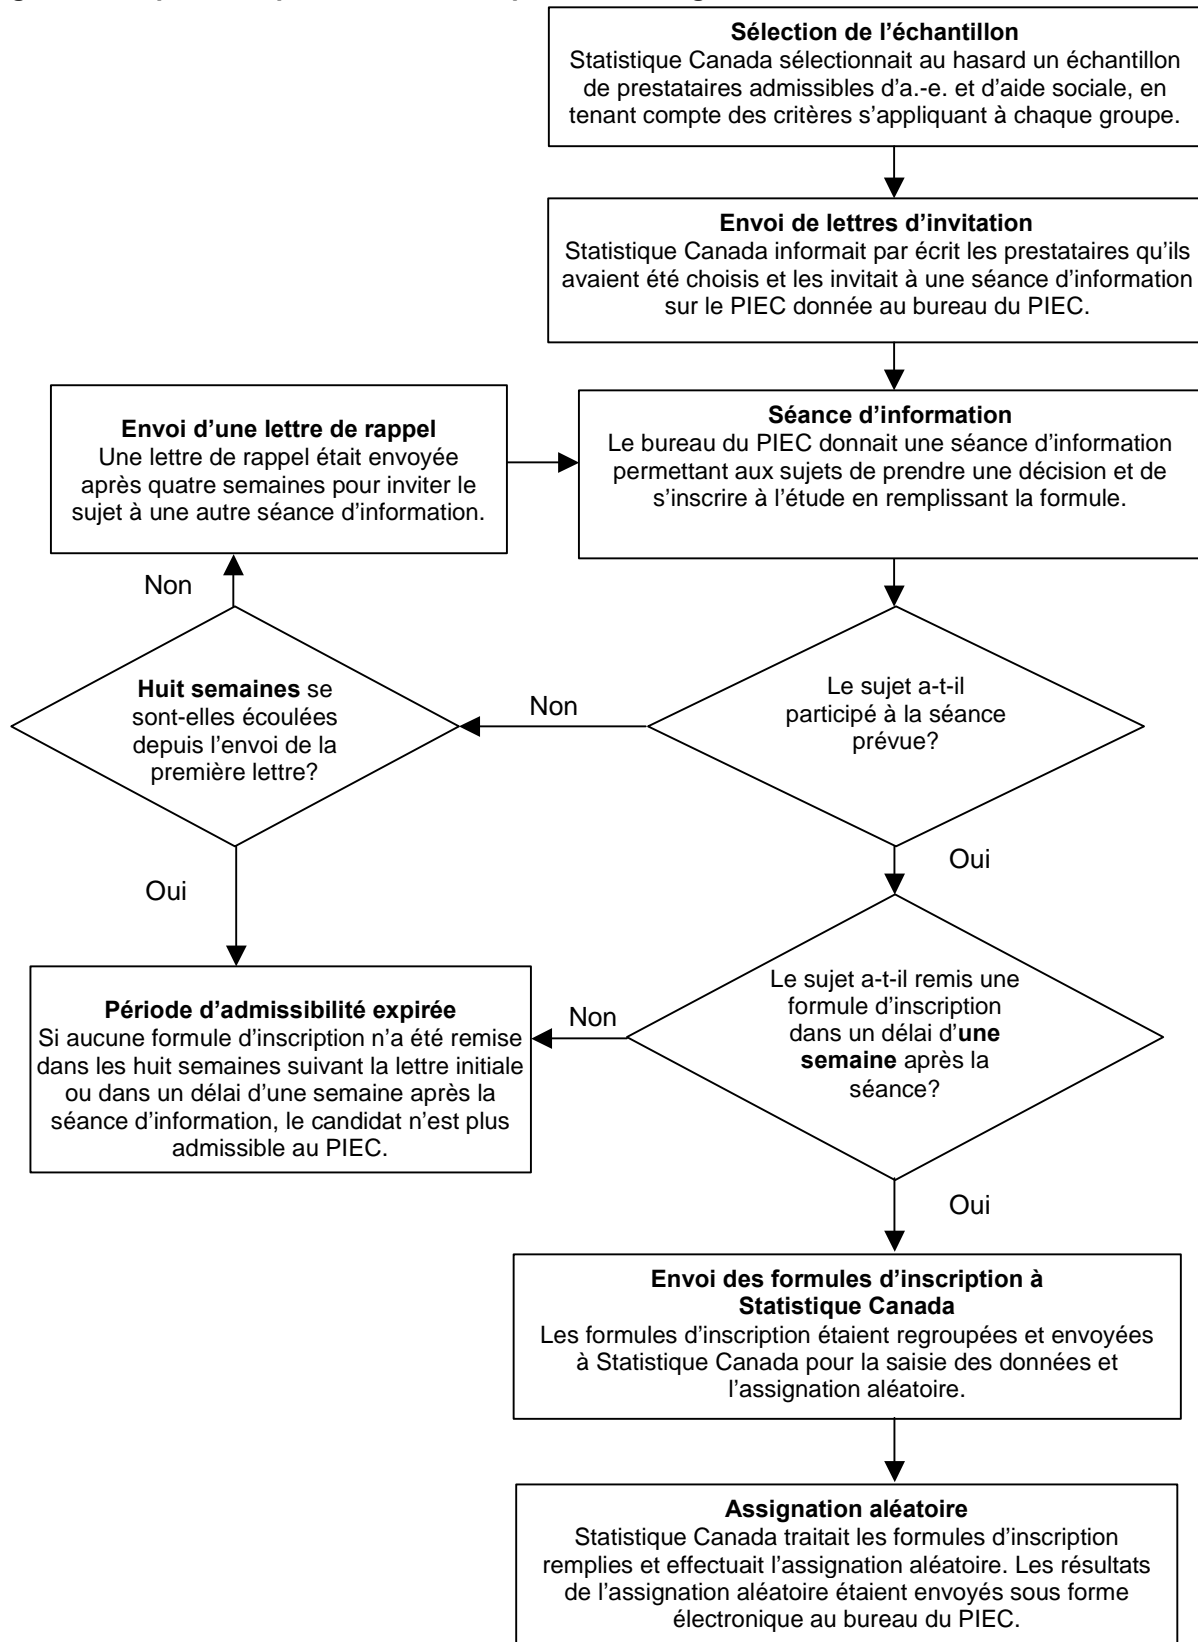 Sélection de l'échantillon
Statistique Canada sélectionnait au hasard un échantillon
de prestataires admissibles d'a.-e. et d'aide sociale, en
tenant compte des critères s'appliquant à chaque groupe.
Envoi de lettres d'invitation
Statistique Canada informait par écrit les prestataires qu'ils
avaient été choisis et les invitait à une séance d'information
sur le PIEC donnée au bureau du PIEC.
Envoi d'une lettre de rappel
Une lettre de rappel était envoyée
après quatre semaines pour inviter le
sujet à une autre séance d'information.
Séance d'information
Le bureau du PIEC donnait une séance d'information
permettant aux sujets de prendre une décision et de
s'inscrire à l'étude en remplissant la formule.
Non
Huit semaines se
sont-elles écoulées
depuis l'envoi de la
première lettre?
Non
Le sujet a-t-il
participé à la séance
prévue?
Oui
Oui
Période d'admissibilité expirée
Si aucune formule d'inscription n'a été remise
dans les huit semaines suivant la lettre initiale
ou dans un délai d'une semaine après la
séance d'information, le candidat n'est plus
admissible au PIEC.
Non
Le sujet a-t-il remis une
formule d'inscription
dans un délai d'une
semaine après la
séance?
Oui
Envoi des formules d'inscription à
Statistique Canada
Les formules d'inscription étaient regroupées et envoyées
à Statistique Canada pour la saisie des données et
l'assignation aléatoire.
Assignation aléatoire
Statistique Canada traitait les formules d'inscription
remplies et effectuait l'assignation aléatoire. Les résultats
de l'assignation aléatoire étaient envoyés sous forme
électronique au bureau du PIEC.